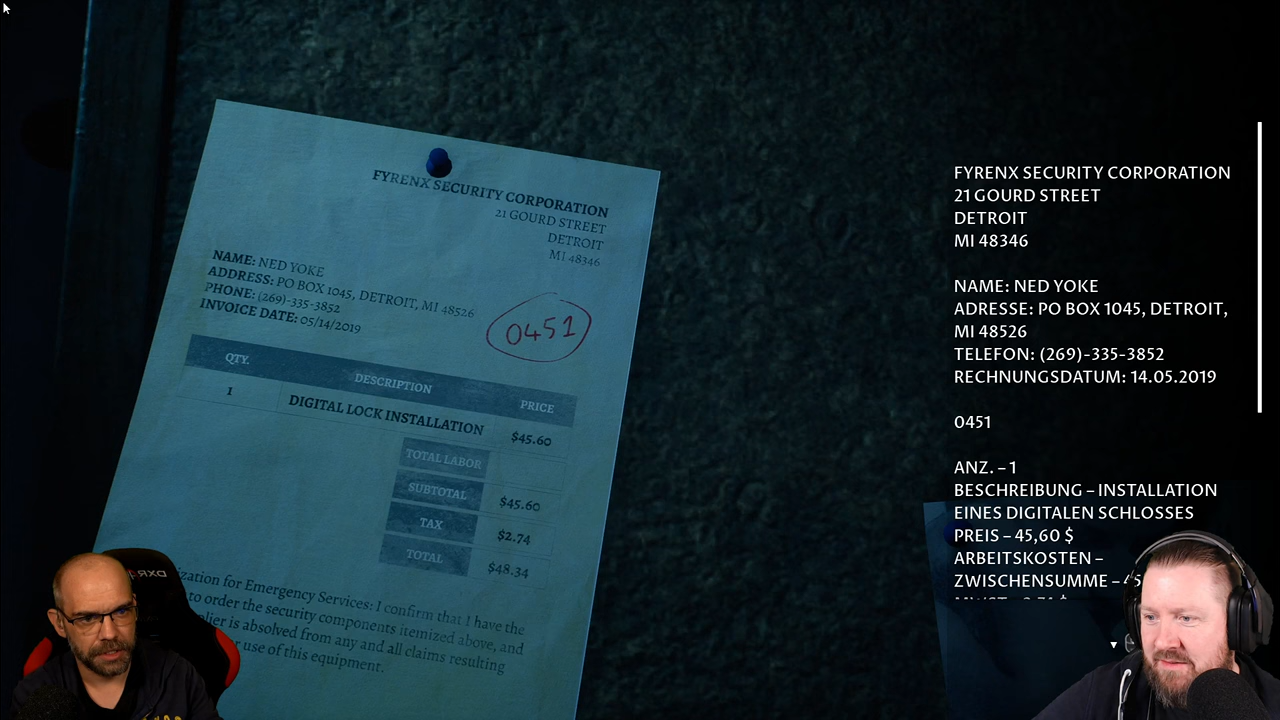 FYRENX SECURITY CORPORATION
21 GOURD STREET
DETROIT
MI 48346
NAME: NED YOKE
ADDRESS: PO BOX 1045, DETROIT, MI 48526
PHONE: (269)-335-3852
INVOICE DATE: 05/14/2019
0451
QTY. DESCRIPTION PRICE
1 DIGITAL LOCK INSTALLATION $45.60
TOTAL LABOR
SUBTOTAL $45.60
TAX $2.74
TOTAL $48.34
for Emergency Services: I confirm that I have the
to order the security components itemized above, and
is absolved from any and all claims resulting
use of this equipment.
FYRENX SECURITY CORPORATION
21 GOURD STREET
DETROIT
MI 48346
NAME: NED YOKE
ADRESSE: PO BOX 1045, DETROIT,
MI 48526
TELEFON: (269)-335-3852
RECHNUNGSDATUM: 14.05.2019
0451
ANZ. – 1
BESCHREIBUNG – INSTALLATION
EINES DIGITALEN SCHLOSSES
PREIS – 45,60 $
ARBEITSKOSTEN –
ZWISCHENSUMME –